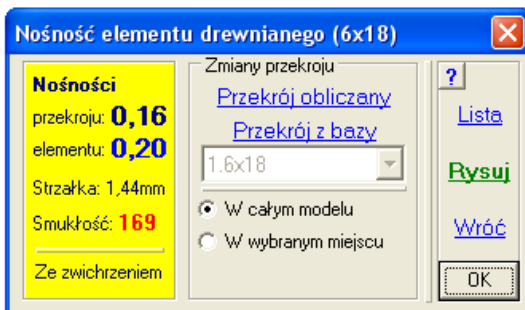 Nośność elementu drewnianego (6x18)
Nośności
przekroju: 0,16
elementu: 0,20
Strzałka: 1,44mm
Smukłość: 169
Ze zwichrzeniem
Zmiany przekroju
Przekrój obliczany
Przekrój z bazy
1.6x18
W całym modelu
W wybranym miejscu
?
Lista
Rysuj
Wróć
OK